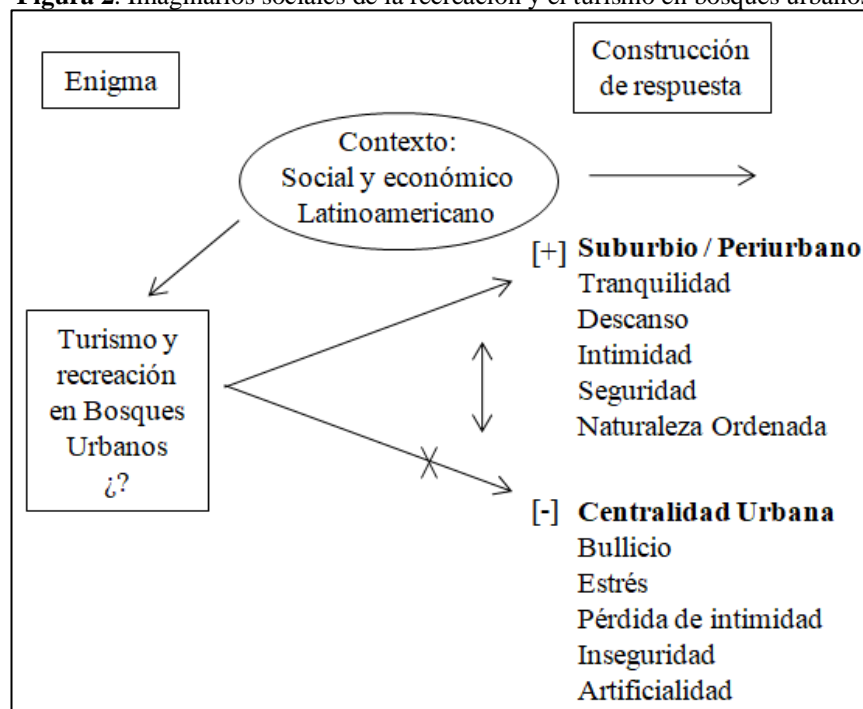 Figura 2. Imaginarios sociales de la recreación y el turismo en bosques urbanos
Enigma
Construcción
de respuesta
Contexto:
Social y económico
Latinoamericano
Turismo y
recreación
en Bosques
Urbanos
¿?
[+] Suburbio / Periurbano
Tranquilidad
Descanso
Intimidad
Seguridad
Naturaleza Ordenada
[-] Centralidad Urbana
Bullicio
Estrés
Pérdida de intimidad
Inseguridad
Artificialidad